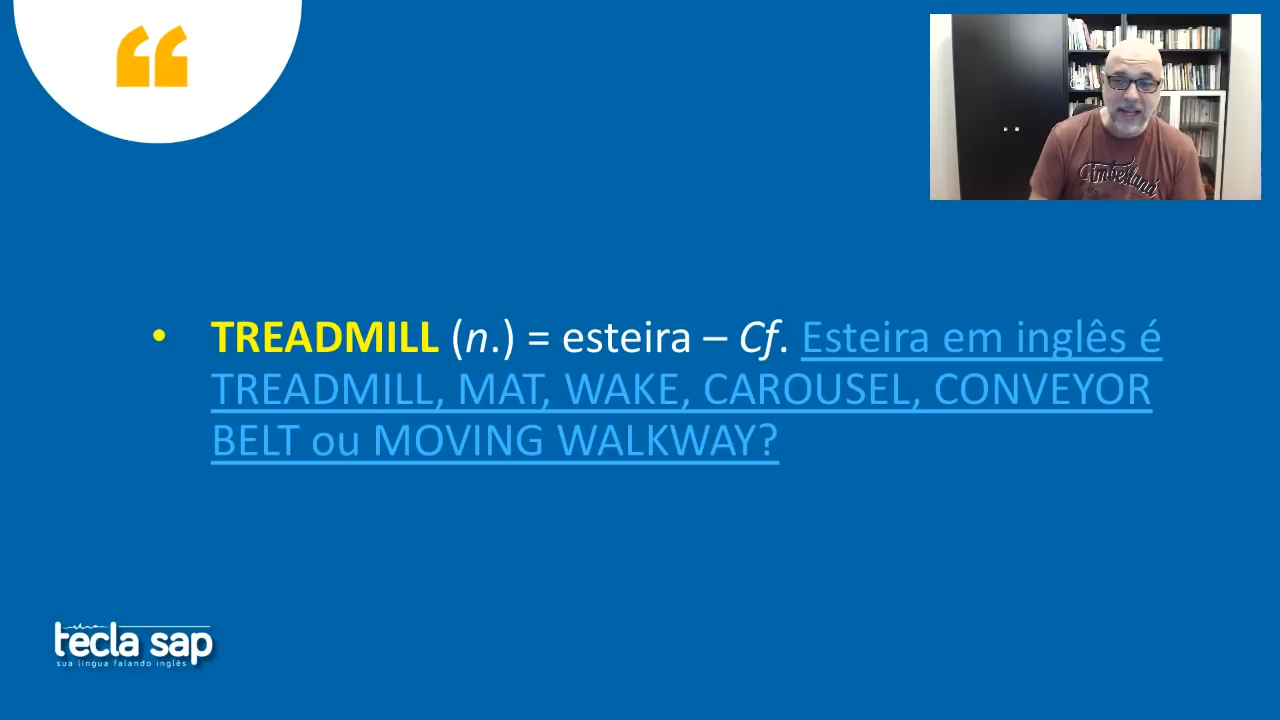 “
Timberland
• TREADMILL (n.) = esteira – Cf. Esteira em inglês é
TREADMILL, MAT, WAKE, CAROUSEL, CONVEYOR
BELT ou MOVING WALKWAY?
tecla sap
sua língua falando inglês